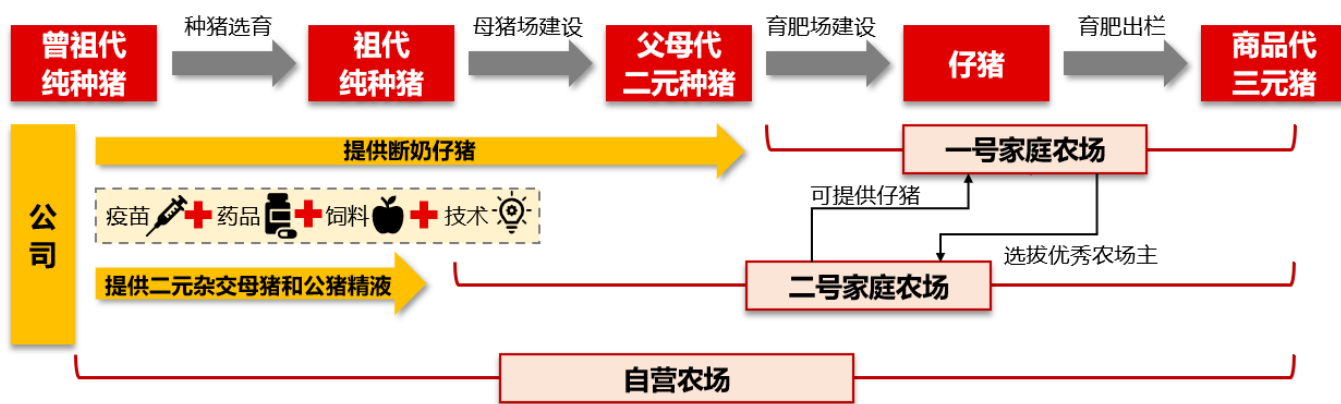 种猪选育
母猪场建设
育肥场建设
育肥出栏
曾祖代
纯种猪
祖代
纯种猪
父母代
二元种猪
仔猪
商品代
三元猪
公
司
提供断奶仔猪
一号家庭农场
疫苗
药品
饲料
技术
可提供仔猪
选拔优秀农场主
提供二元杂交母猪和公猪精液
二号家庭农场
自营农场